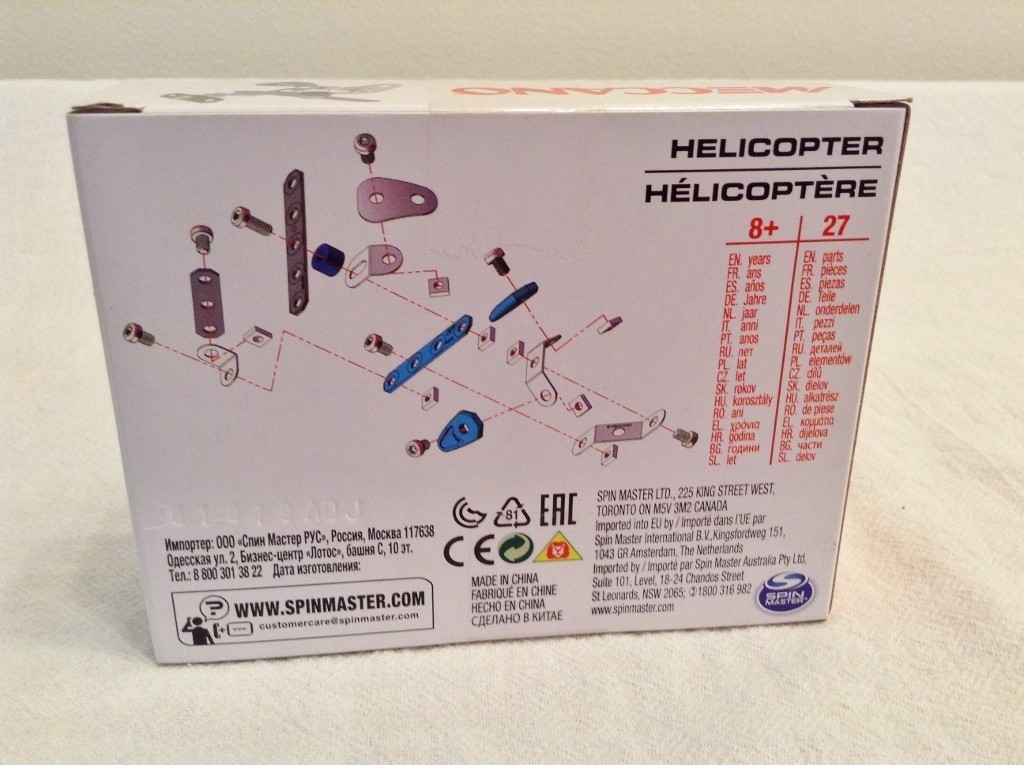 MECCANO
HELICOPTER
HÉLICOPTÈRE
8+ 27
EN. years EN. parts
FR. ans FR. pièces
ES. años ES. piezas
DE. Jahre DE. Teile
NL. jaar NL. onderdelen
IT. anni IT. pezzi
PT. anos PT. peças
RU. лет RU. деталей
PL. lat PL. elementów
CZ. let CZ. dílů
SK. rokov SK. dielov
HU. korosztály HU. alkatrész
RO. ani RO. de piese
EL. χρόνια EL. κομμάτια
HR. godina HR. dijelova
BG. години BG. части
SL. let SL. delov
Импортер: ООО «Спин Мастер РУС», Россия, Москва 117638
Одесская ул. 2, Бизнес-центр «Лотос», башня С, 10 эт.
Тел.: 8 800 301 38 22 Дата изготовления:
WWW.SPINMASTER.COM
customercare@spinmaster.com
81
EAC
CE
MADE IN CHINA
FABRIQUÉ EN CHINE
HECHO EN CHINA
СДЕЛАНО В КИТАЕ
SPIN MASTER LTD., 225 KING STREET WEST,
TORONTO ON M5V 3M2 CANADA
Imported into EU by / Importé dans l'UE par
Spin Master International B.V., Kingsfordweg 151,
1043 GR Amsterdam, The Netherlands
Imported by / Importé par Spin Master Australia Pty Ltd,
Suite 101, Level, 18-24 Chandos Street
St Leonards, NSW 2065; ✆1800 316 982
www.spinmaster.com
SPIN
MASTER